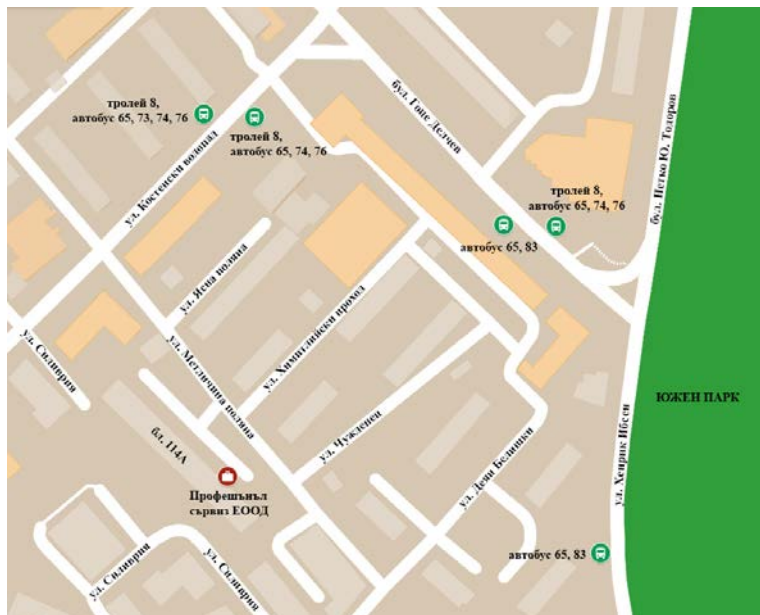 тролей 8,
автобус 65, 73, 74, 76
тролей 8,
автобус 65, 74, 76
бул. Гоце Делчев
бул. Петко Ю. Тодоров
ул. Костенски водопад
тролей 8,
автобус 65, 74, 76
автобус 65, 83
ул. Ясна поляна
ул. Силиврия
ул. Метличина поляна
ул. Химитлийски проход
ЮЖЕН ПАРК
бл. 114А
ул. Чужденец
ул. Деян Белишки
ул. Хенрик Ибсен
Профешънъл
сървиз ЕООД
автобус 65, 83
ул. Силиврия
ул. Силиврия